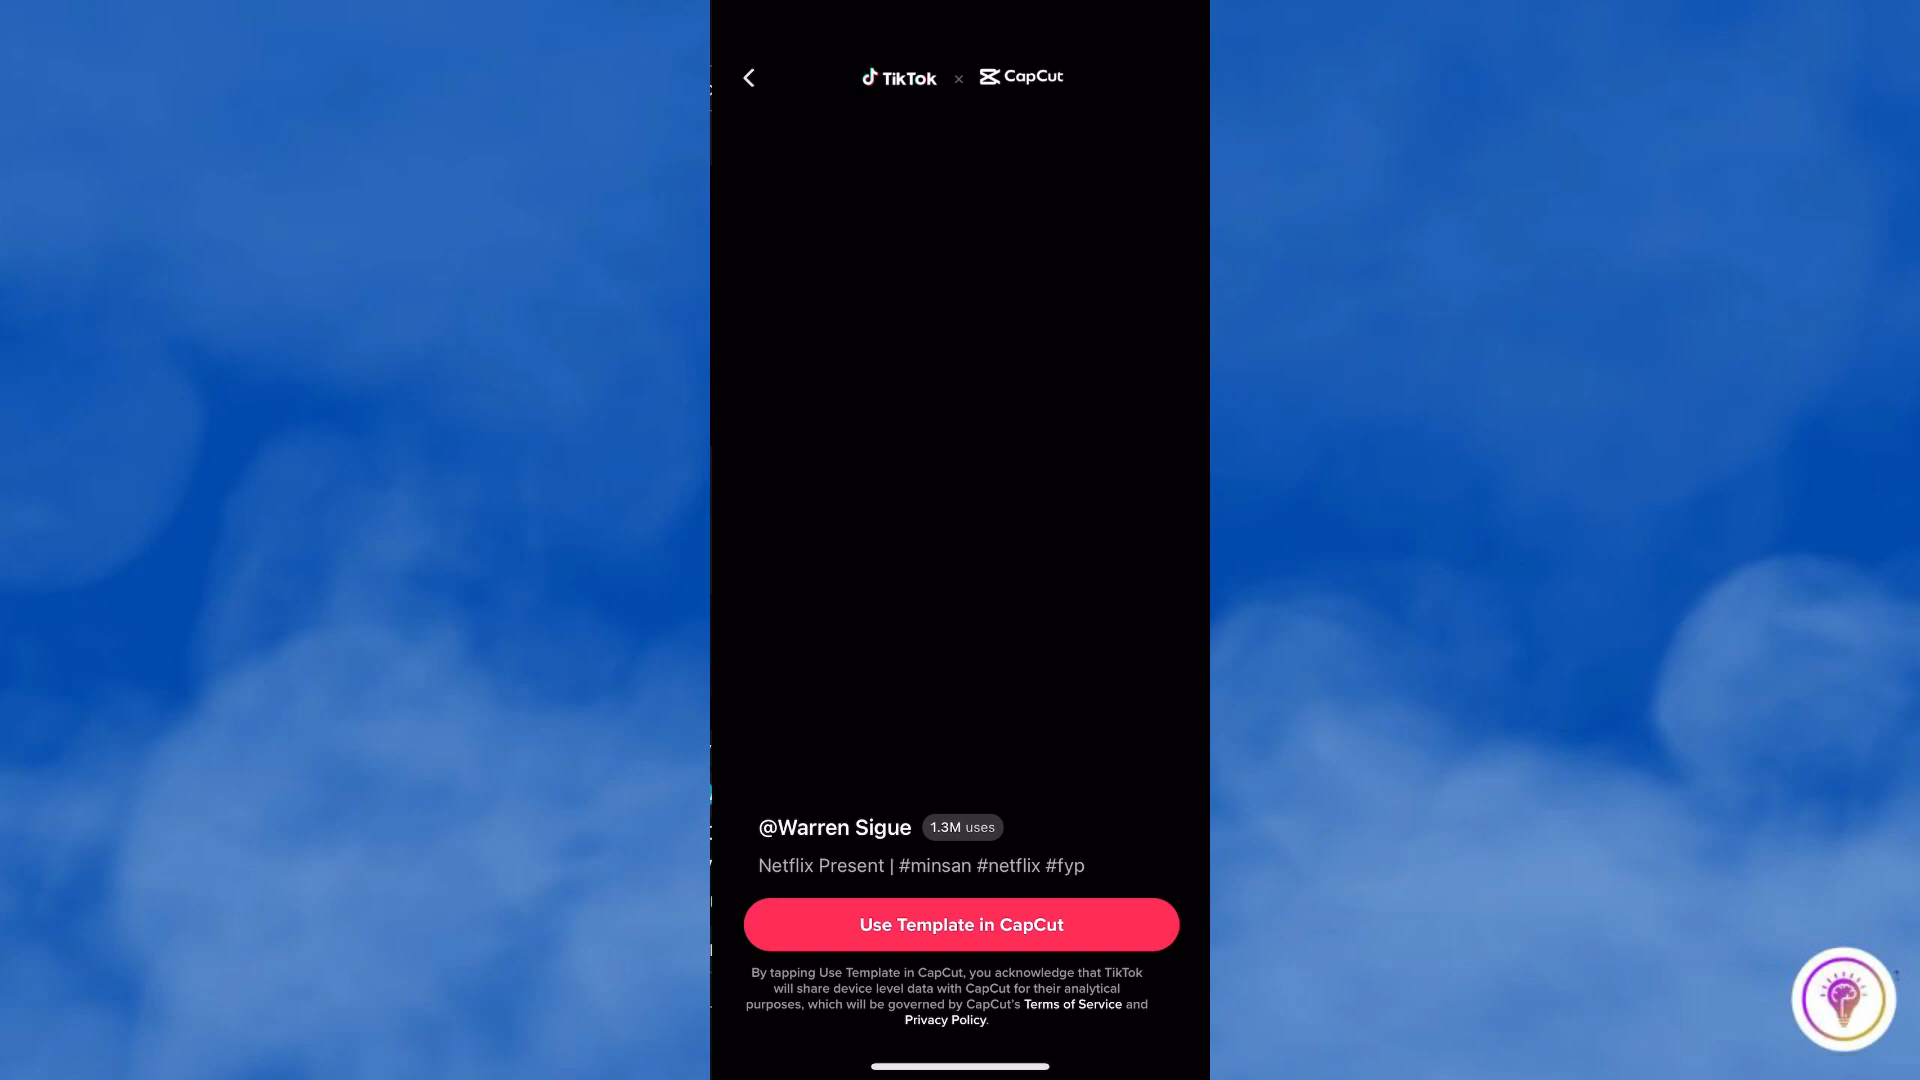 TikTok × CapCut
@Warren Sigue 1.3M uses
Netflix Present | #minsan #netflix #fyp
Use Template in CapCut
By tapping Use Template in CapCut, you acknowledge that TikTok
will share device level data with CapCut for their analytical
purposes, which will be governed by CapCut's Terms of Service and
Privacy Policy.